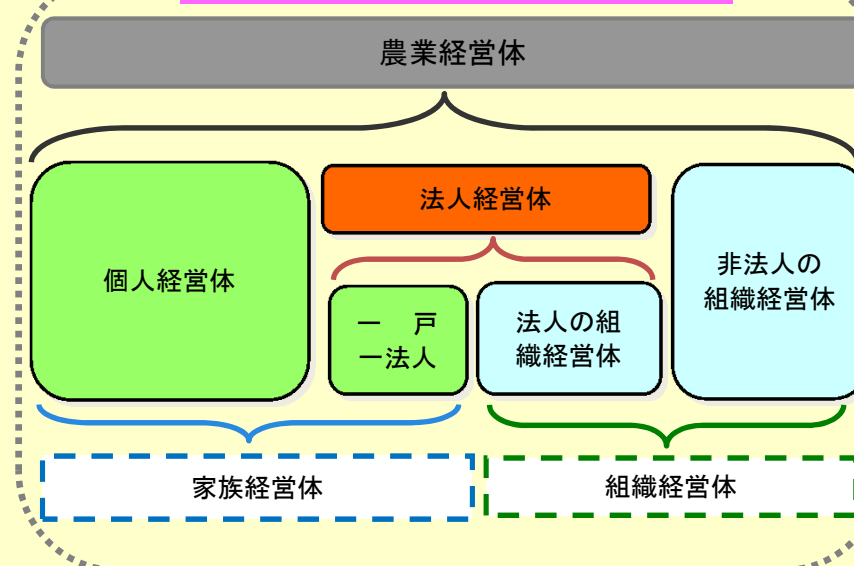 農業経営体
法人経営体
個人経営体
非法人の
組織経営体
一　戸
一法人
法人の組
織経営体
家族経営体
組織経営体